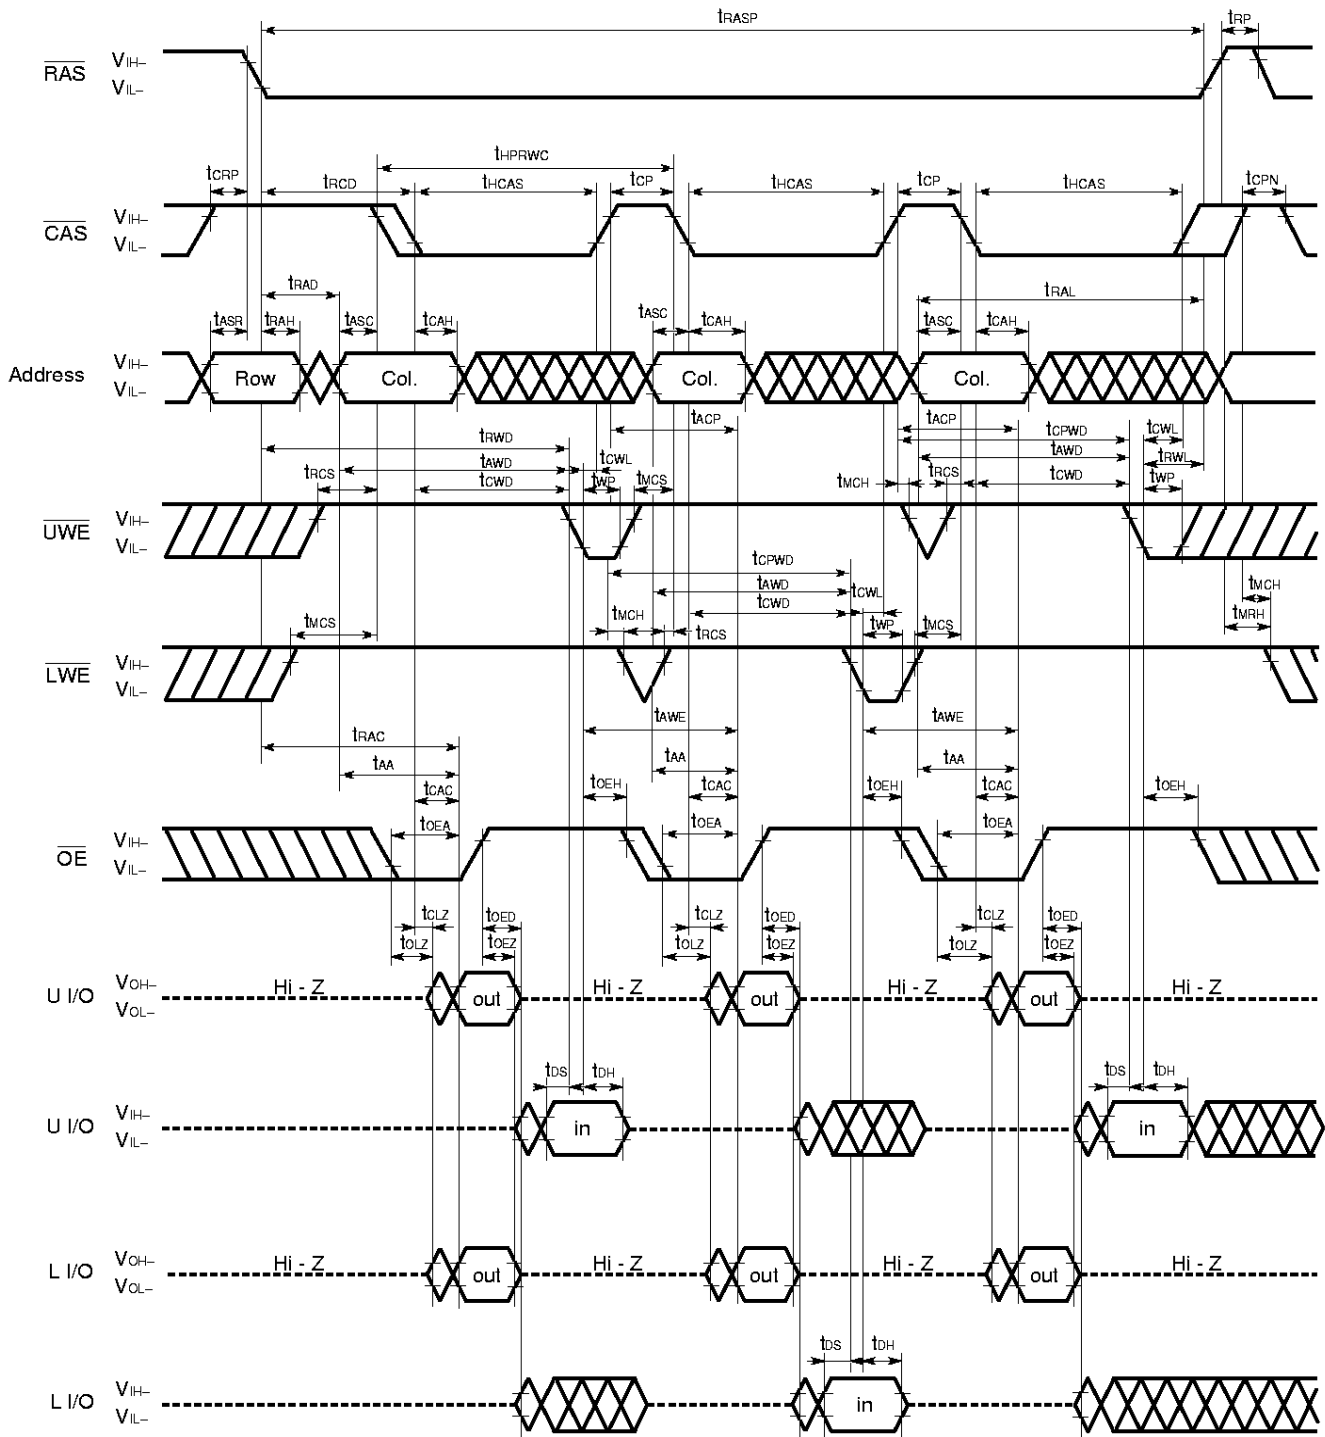 tRASP tRP
RAS VIH–
VIL–
tHPRWC
tCRP tRCD tHCAS tCP tHCAS tCP tHCAS tCPN
CAS VIH–
VIL–
tRAD tRAL
tASR tRAH tASC tCAH tASC tCAH tASC tCAH
Address VIH–
VIL–
Row Col. Col. Col.
tACP tACP
tRWD tCPWD tCWL
tAWD tCWL tAWD tRWL
tRCS tCWD tWP tMCS tMCH tRCS tCWD tWP
UWE VIH–
VIL–
tCPWD
tAWD tMCH
tCWD tCWL
tMCS tMCH tRCS tWP tMCS tMRH
LWE VIH–
VIL–
tAWE tAWE
tRAC
tAA tAA tAA
tCAC tOEH tCAC tOEH tCAC tOEH
tOEA tOEA tOEA
OE VIH–
VIL–
tCLZ tOED tCLZ tOED tCLZ tOED
tOLZ tOEZ tOLZ tOEZ tOLZ tOEZ
U I/O VOH–
VOL–
Hi - Z out Hi - Z out Hi - Z out Hi - Z
tDS tDH tDS tDH
U I/O VIH–
VIL–
in in
L I/O VOH–
VOL–
Hi - Z out Hi - Z out Hi - Z out Hi - Z
tDS tDH
L I/O VIH–
VIL–
in